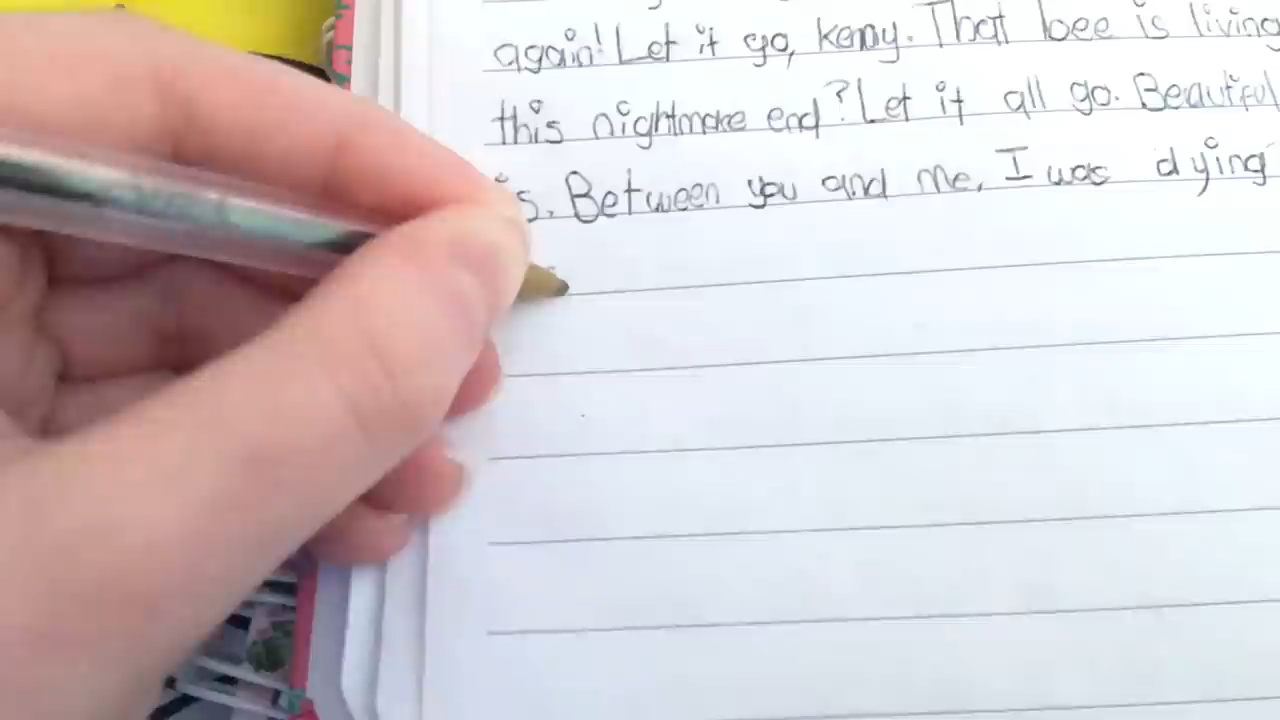 again! Let it go, kenny. That bee is living
this nightmare end? Let it all go. Beautiful
is. Between you and me, I was dying